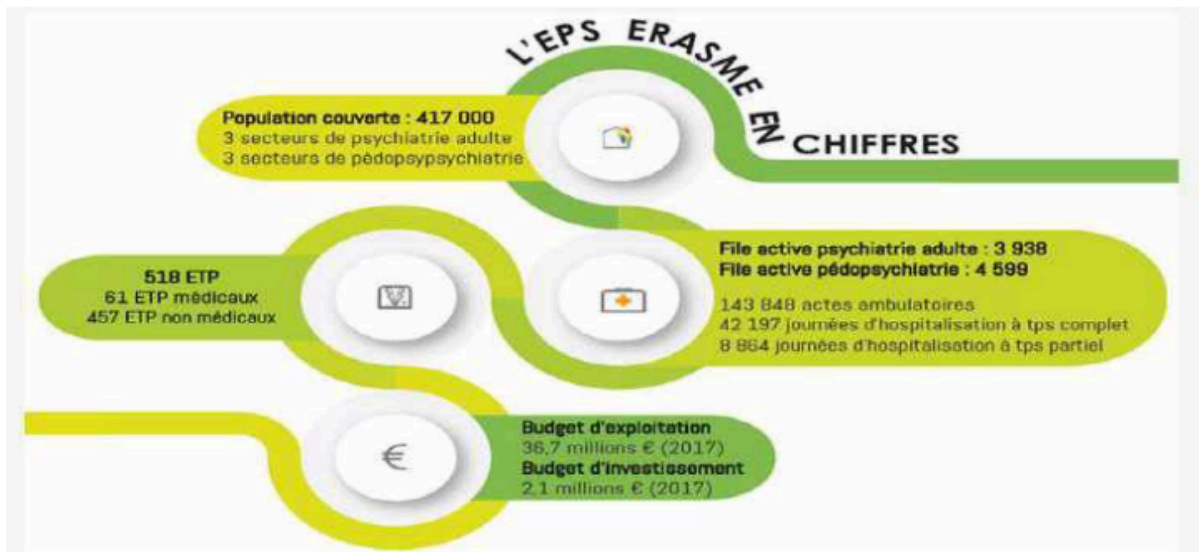 L'EPS ERASME EN CHIFFRES
Population couverte : 417 000
3 secteurs de psychiatrie adulte
3 secteurs de pédopsypsychiatrie
File active psychiatrie adulte : 3 938
File active pédopsychiatrie : 4 599
143 848 actes ambulatoires
42 197 journées d'hospitalisation à tps complet
8 864 journées d'hospitalisation à tps partiel
518 ETP
61 ETP médicaux
457 ETP non médicaux
€
Budget d'exploitation
36,7 millions € (2017)
Budget d'investissement
2,1 millions € (2017)